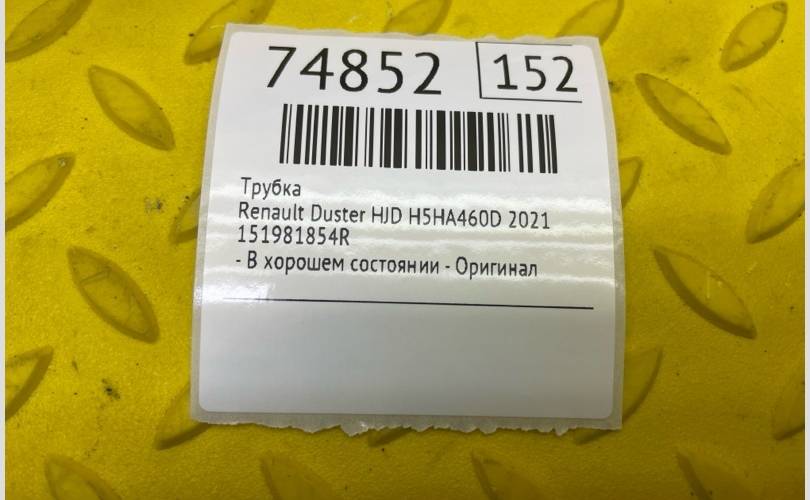 74852 152
Трубка
Renault Duster HJD H5HA460D 2021
151981854R
- В хорошем состоянии - Оригинал